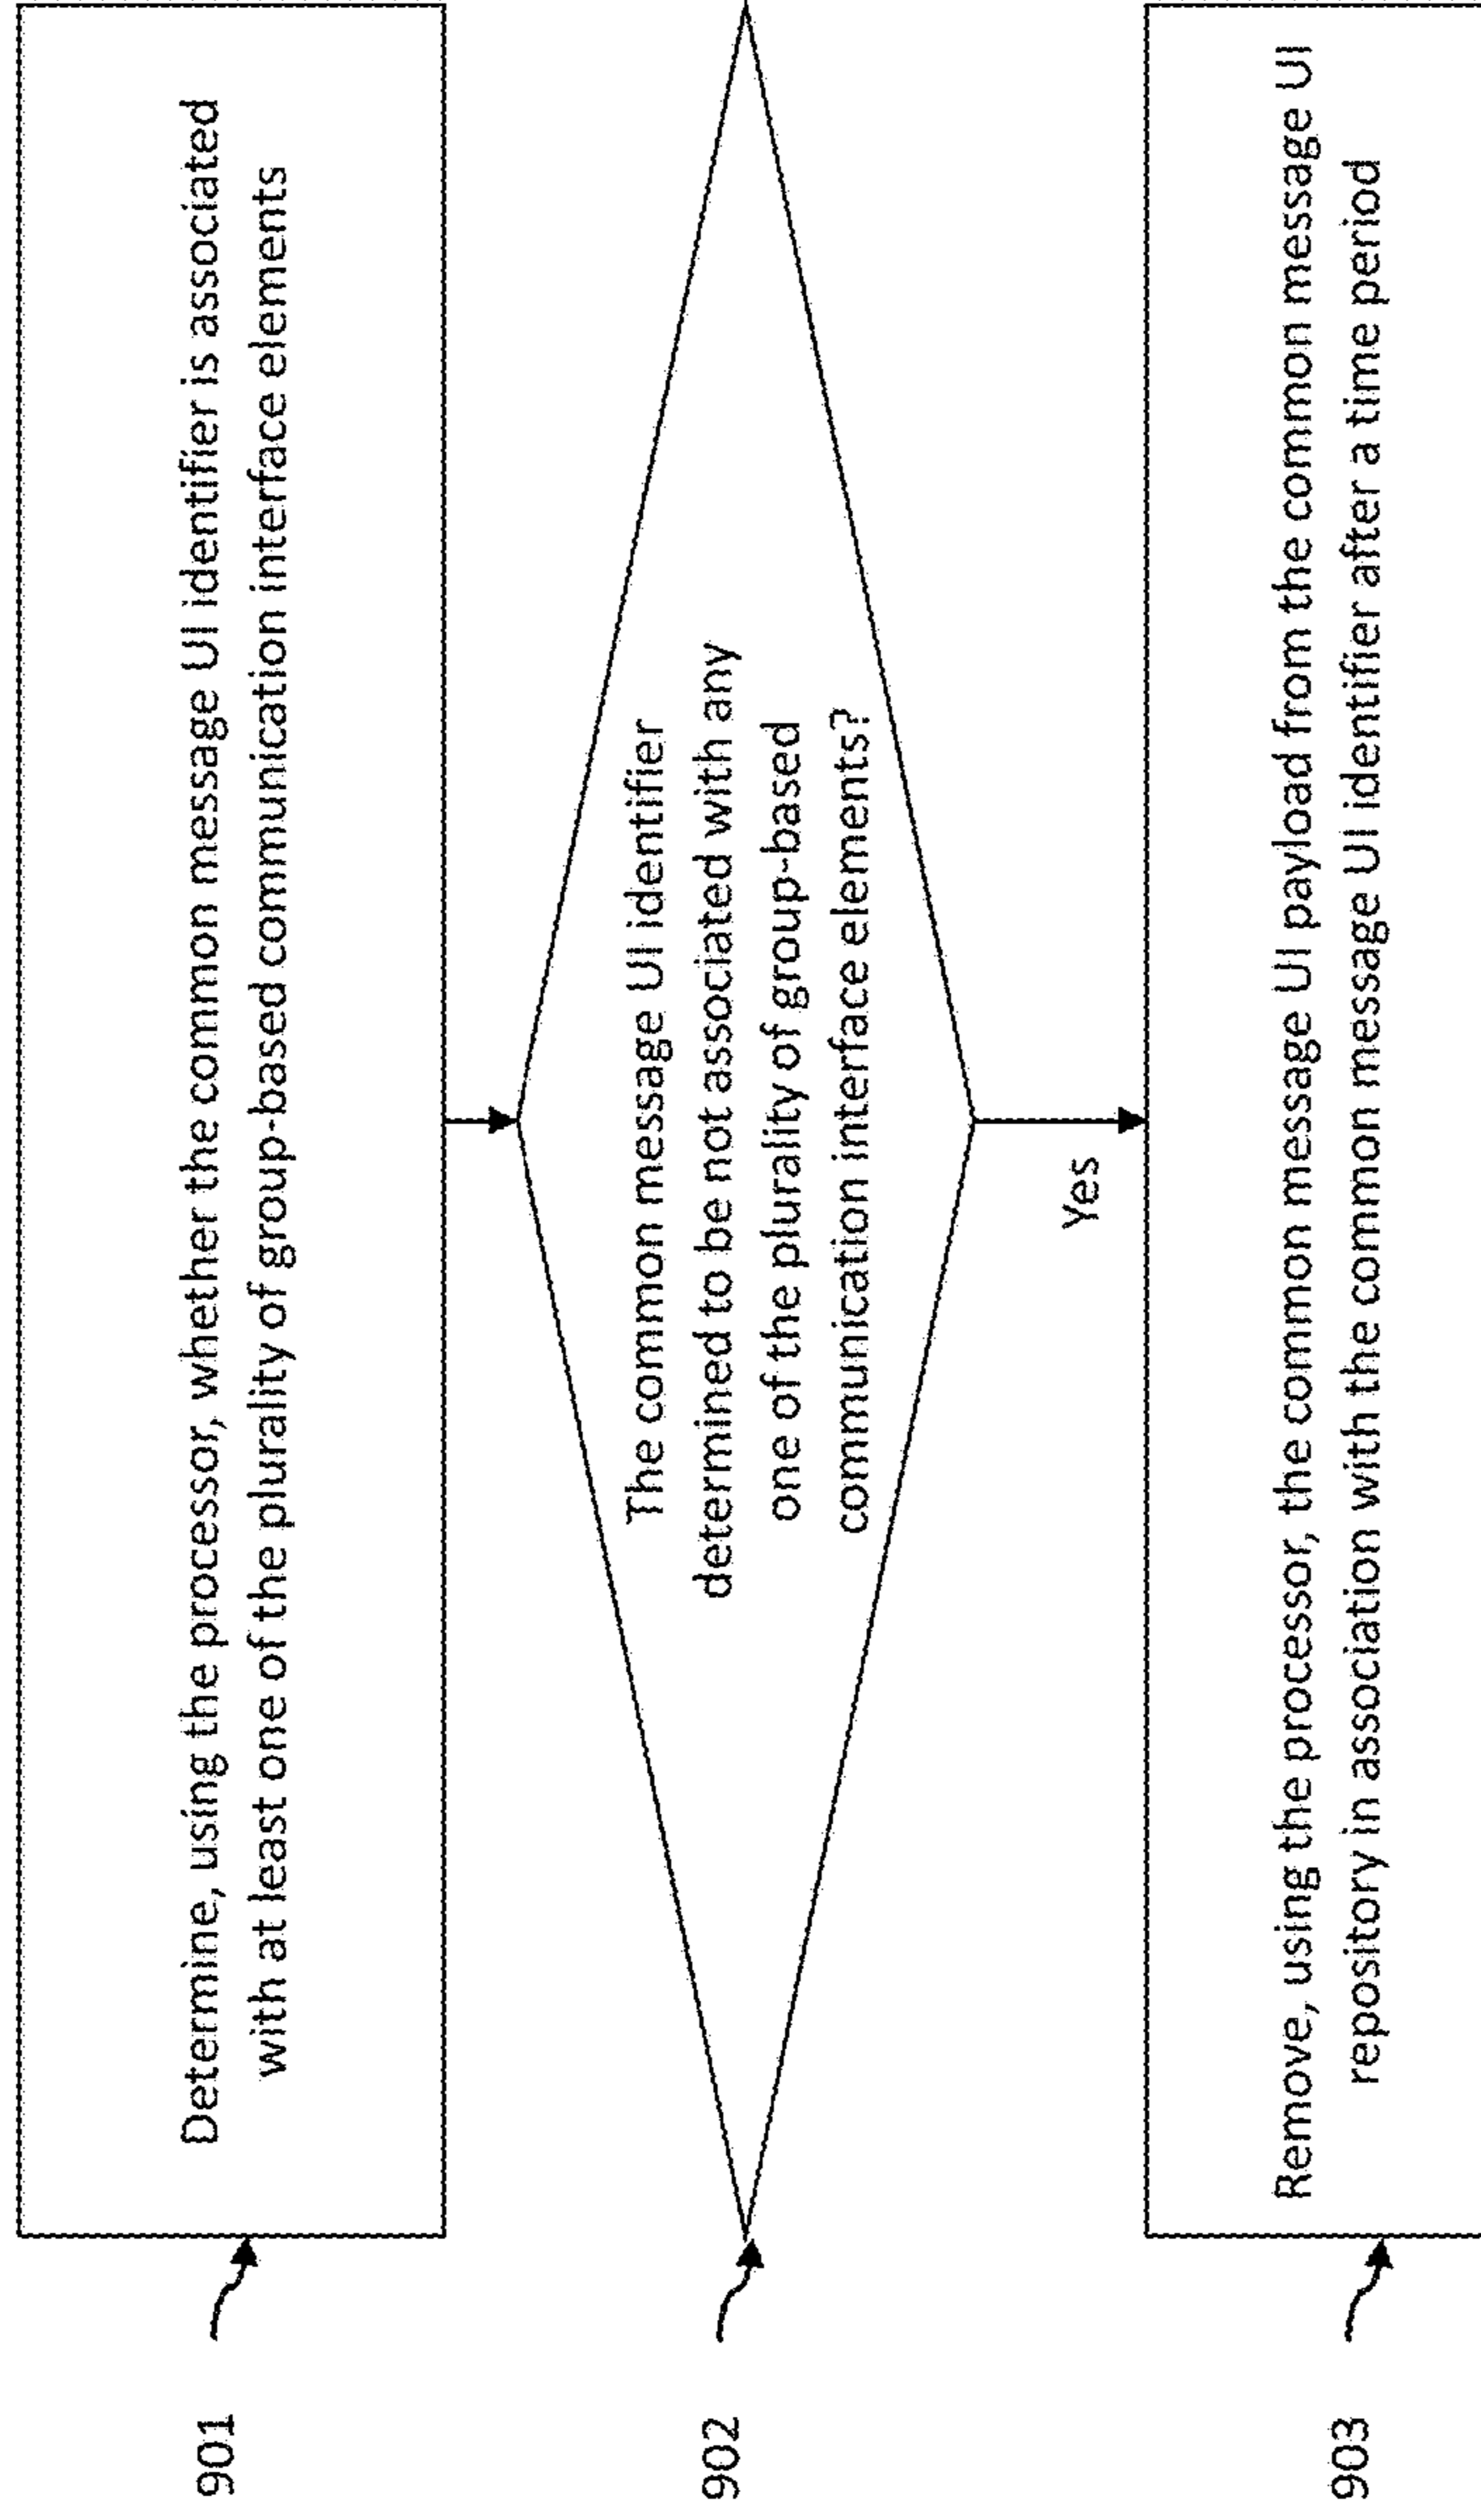 901
Determine, using the processor, whether the common message UI identifier is associated
with at least one of the plurality of group-based communication interface elements
902
The common message UI identifier
determined to be not associated with any
one of the plurality of group-based
communication interface elements?
Yes
903
Remove, using the processor, the common message UI payload from the common message UI
repository in association with the common message UI identifier after a time period